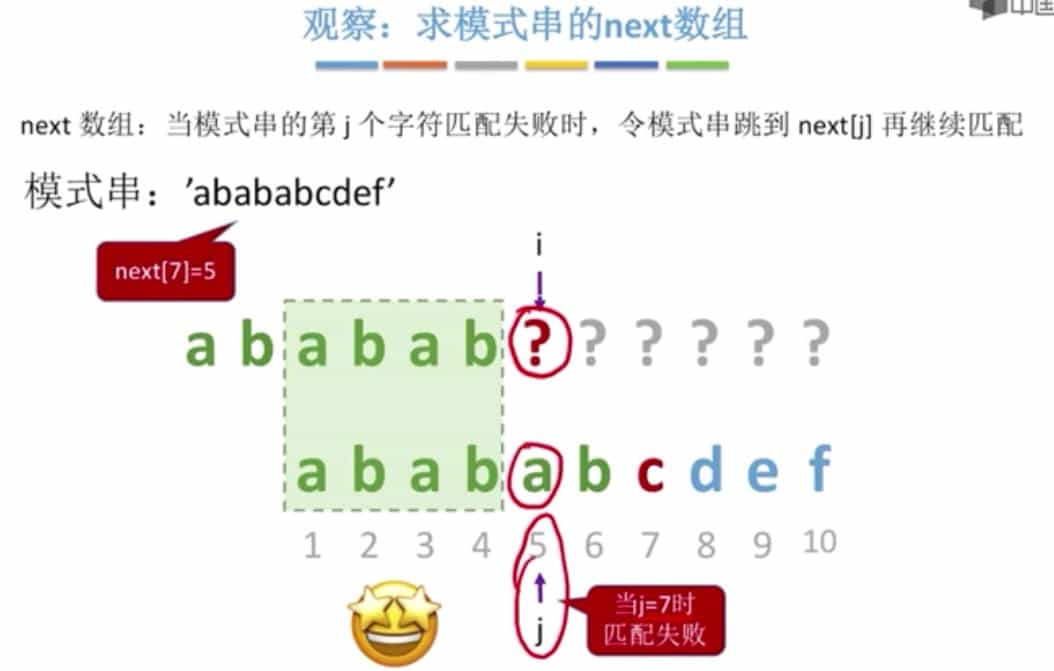 中国
观察：求模式串的next数组
next 数组：当模式串的第 j 个字符匹配失败时，令模式串跳到 next[j] 再继续匹配
模式串：’abababcdef’
next[7]=5
i
a b a b a b ? ? ? ? ? ?
a b a b a b c d e f
1 2 3 4 5 6 7 8 9 10
j
当j=7时
匹配失败